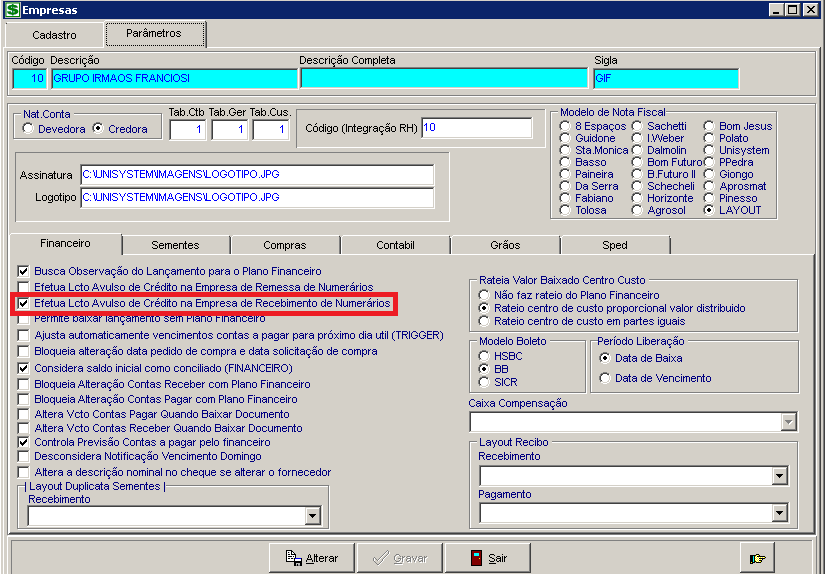 Empresas
Cadastro
Parâmetros
Código Descrição Descrição Completa Sigla
10 GRUPO IRMAOS FRANCIOSI GIF
Nat.Conta
Devedora Credora
Tab.Ctb Tab.Ger Tab.Cus.
1 1 1
Código (Integração RH) 10
Modelo de Nota Fiscal
8 Espaços Sachetti Bom Jesus
Guidone I.Weber Polato
Sta.Monica Dalmolin Unisystem
Basso Bom Futuro PPedra
Paineira B.Futuro II Giongo
Da Serra Schecheli Aprosmat
Fabiano Horizonte Pinesso
Tolosa Agrosol LAYOUT
Assinatura C:\UNISYSTEM\IMAGENS\LOGOTIPO.JPG
Logotipo C:\UNISYSTEM\IMAGENS\LOGOTIPO.JPG
Financeiro Sementes Compras Contabil Grãos Sped
Busca Observação do Lançamento para o Plano Financeiro
Efetua Lcto Avulso de Crédito na Empresa de Remessa de Numerários
Efetua Lcto Avulso de Crédito na Empresa de Recebimento de Numerários
Permite baixar lançamento sem Plano Financeiro
Ajusta automaticamente vencimentos contas a pagar para próximo dia util (TRIGGER)
Bloqueia alteração data pedido de compra e data solicitação de compra
Considera saldo inicial como conciliado (FINANCEIRO)
Bloqueia Alteração Contas Receber com Plano Financeiro
Bloqueia Alteração Contas Pagar com Plano Financeiro
Altera Vcto Contas Pagar Quando Baixar Documento
Altera Vcto Contas Receber Quando Baixar Documento
Controla Previsão Contas a pagar pelo financeiro
Desconsidera Notificação Vencimento Domingo
Altera a descrição nominal no cheque se alterar o fornecedor
| Layout Duplicata Sementes |
Recebimento
Rateia Valor Baixado Centro Custo
Não faz rateio do Plano Financeiro
Rateio centro de custo proporcional valor distribuido
Rateio centro de custo em partes iguais
Modelo Boleto
HSBC
BB
SICR
Período Liberação
Data de Baixa
Data de Vencimento
Caixa Compensação
Layout Recibo
Recebimento
Pagamento
Alterar Gravar Sair